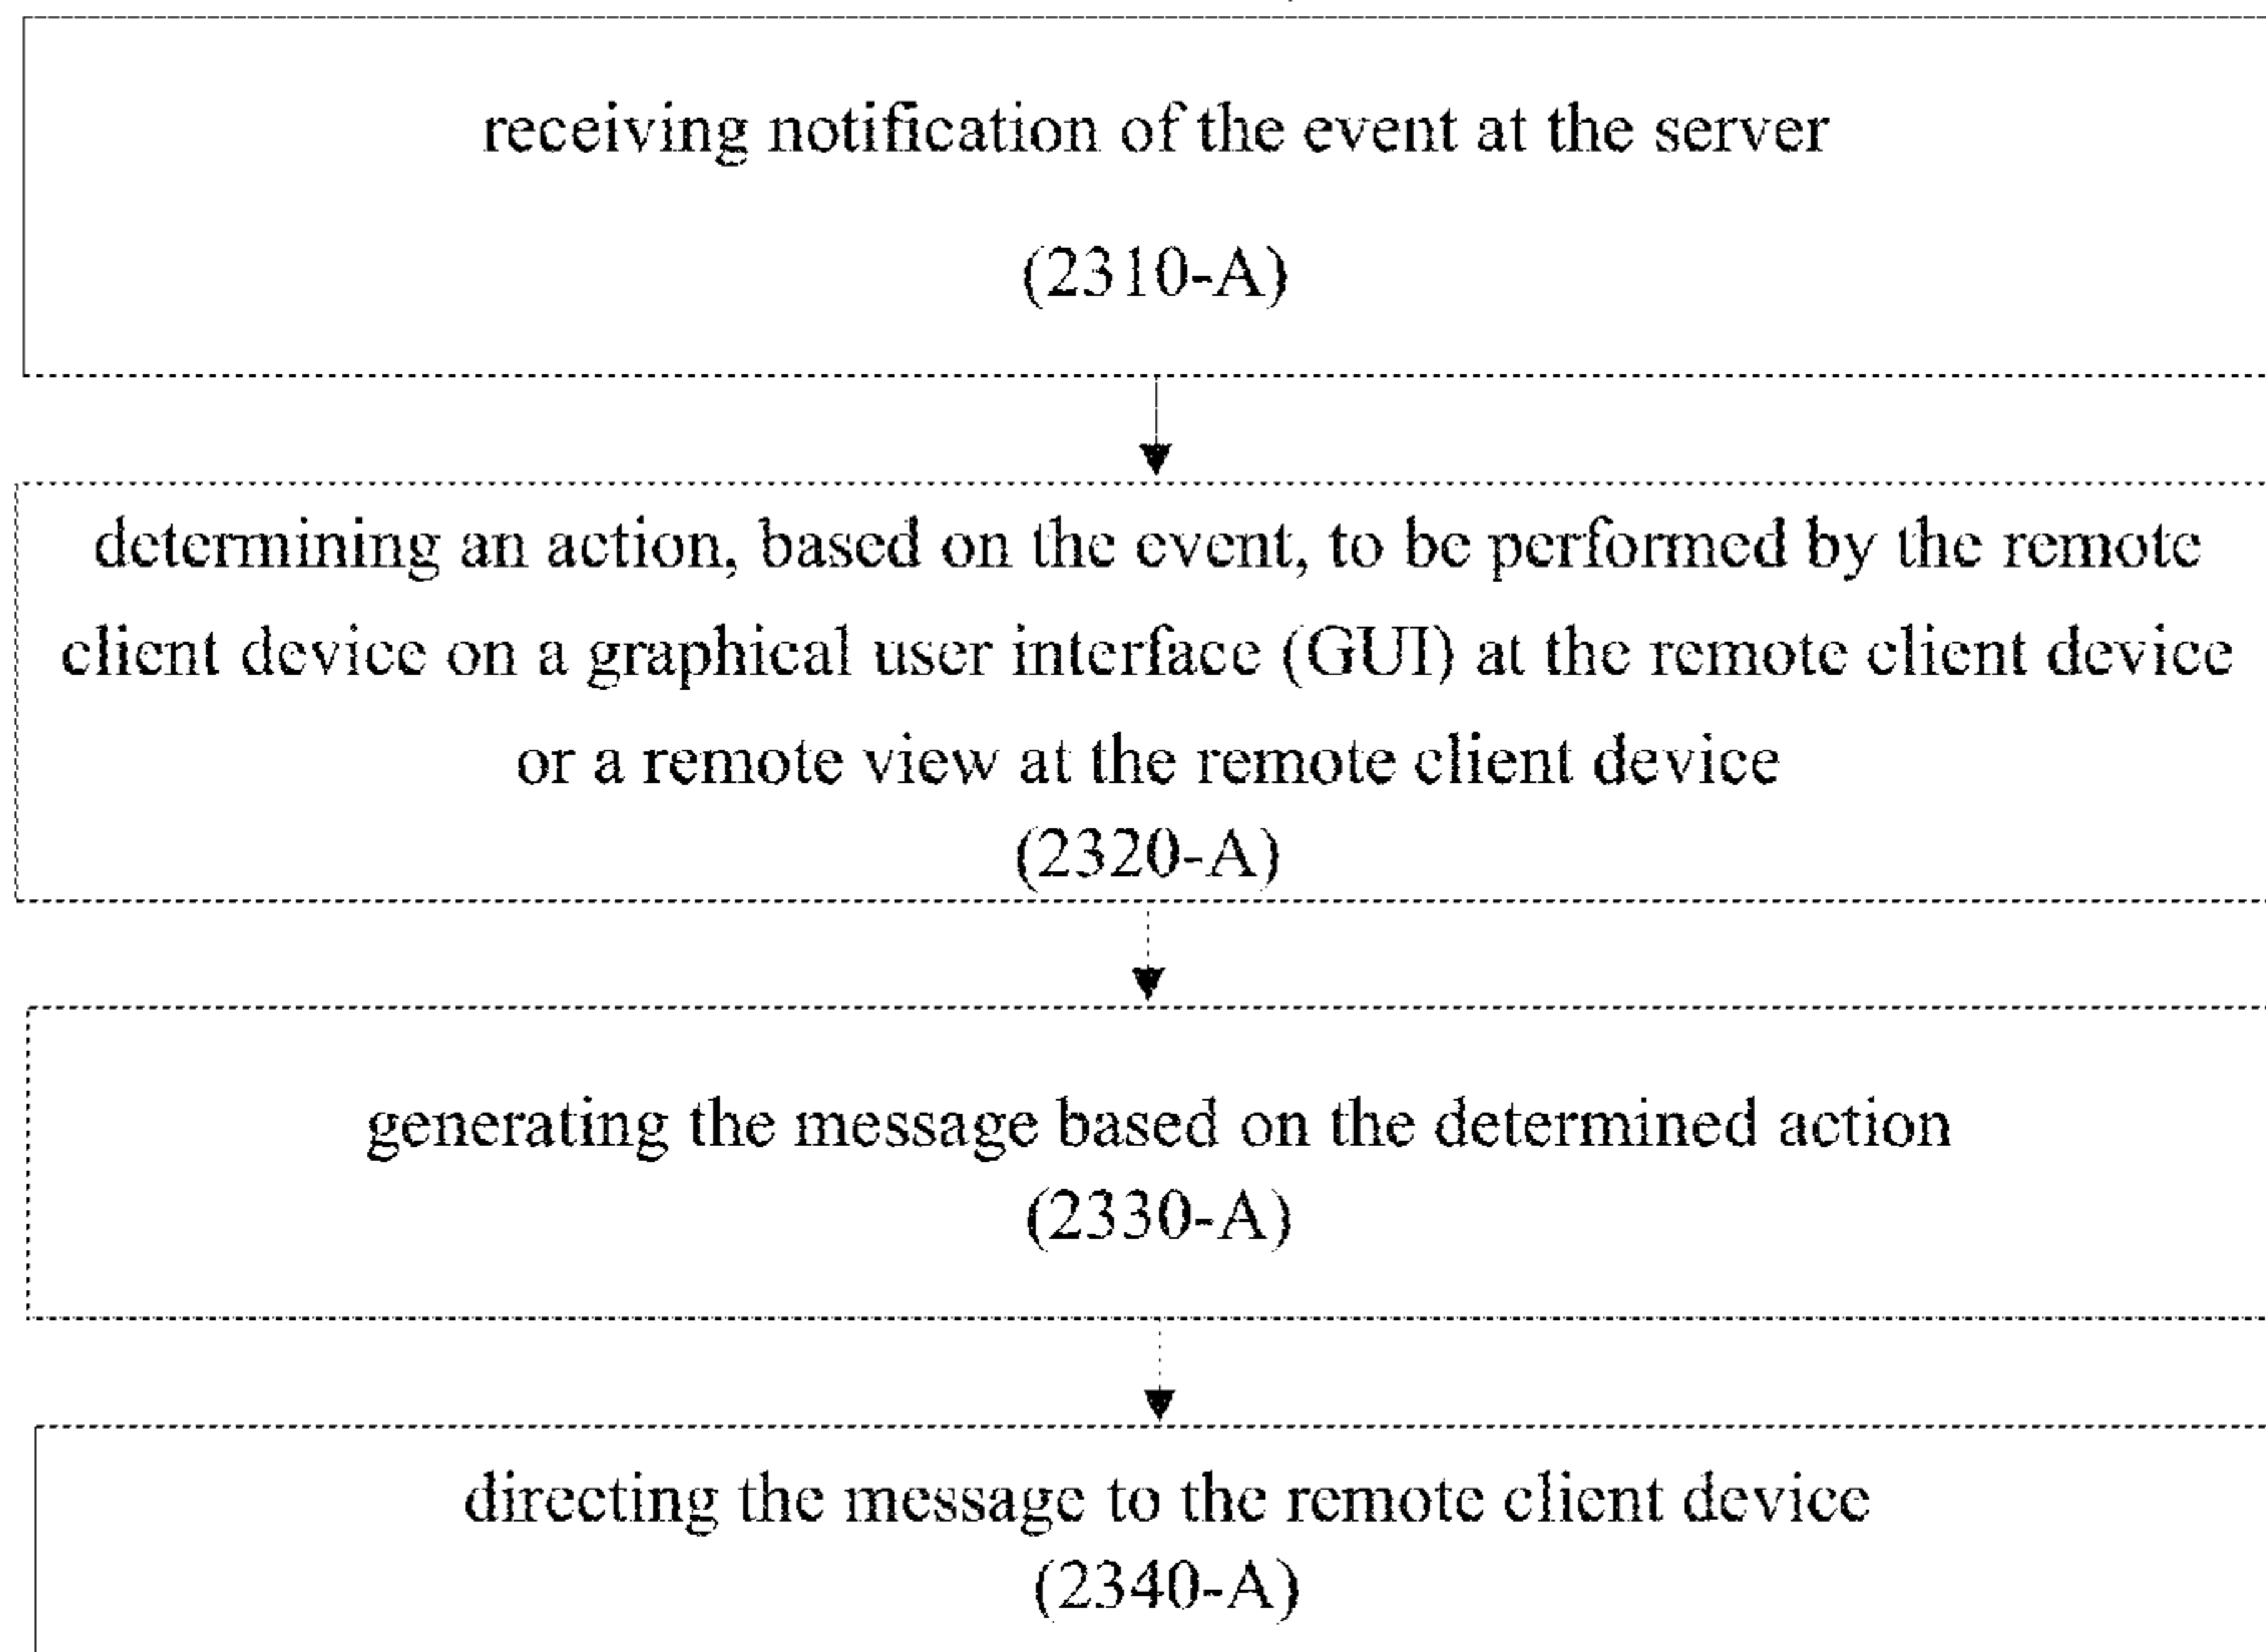 receiving notification of the event at the server
(2310-A)
determining an action, based on the event, to be performed by the remote
client device on a graphical user interface (GUI) at the remote client device
or a remote view at the remote client device
(2320-A)
generating the message based on the determined action
(2330-A)
directing the message to the remote client device
(2340-A)